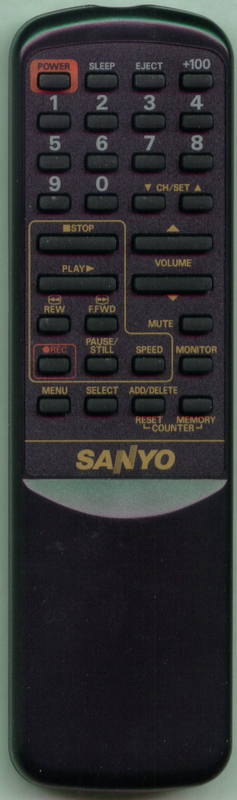 POWER SLEEP EJECT +100
1 2 3 4
5 6 7 8
9 0 ▼ CH/SET ▲
■STOP ▲
PLAY▶ VOLUME
◀◀ ▶▶ ▼
REW F.FWD MUTE
●REC PAUSE/STILL SPEED MONITOR
MENU SELECT ADD/DELETE
RESET MEMORY
COUNTER
SANYO